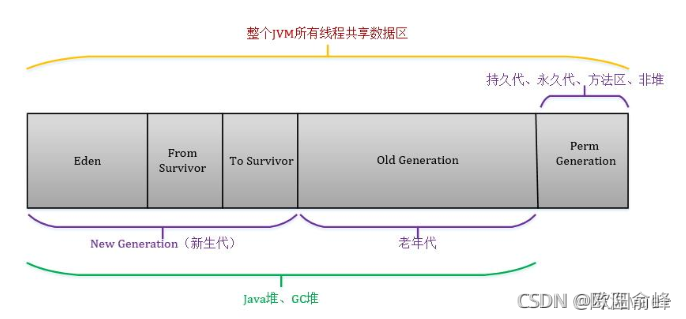 整个JVM所有线程共享数据区
持久代、永久代、方法区、非堆
Eden
From
Survivor
To Survivor
Old Generation
Perm
Generation
New Generation（新生代）
老年代
Java堆、GC堆
CSDN @欧阳俞峰